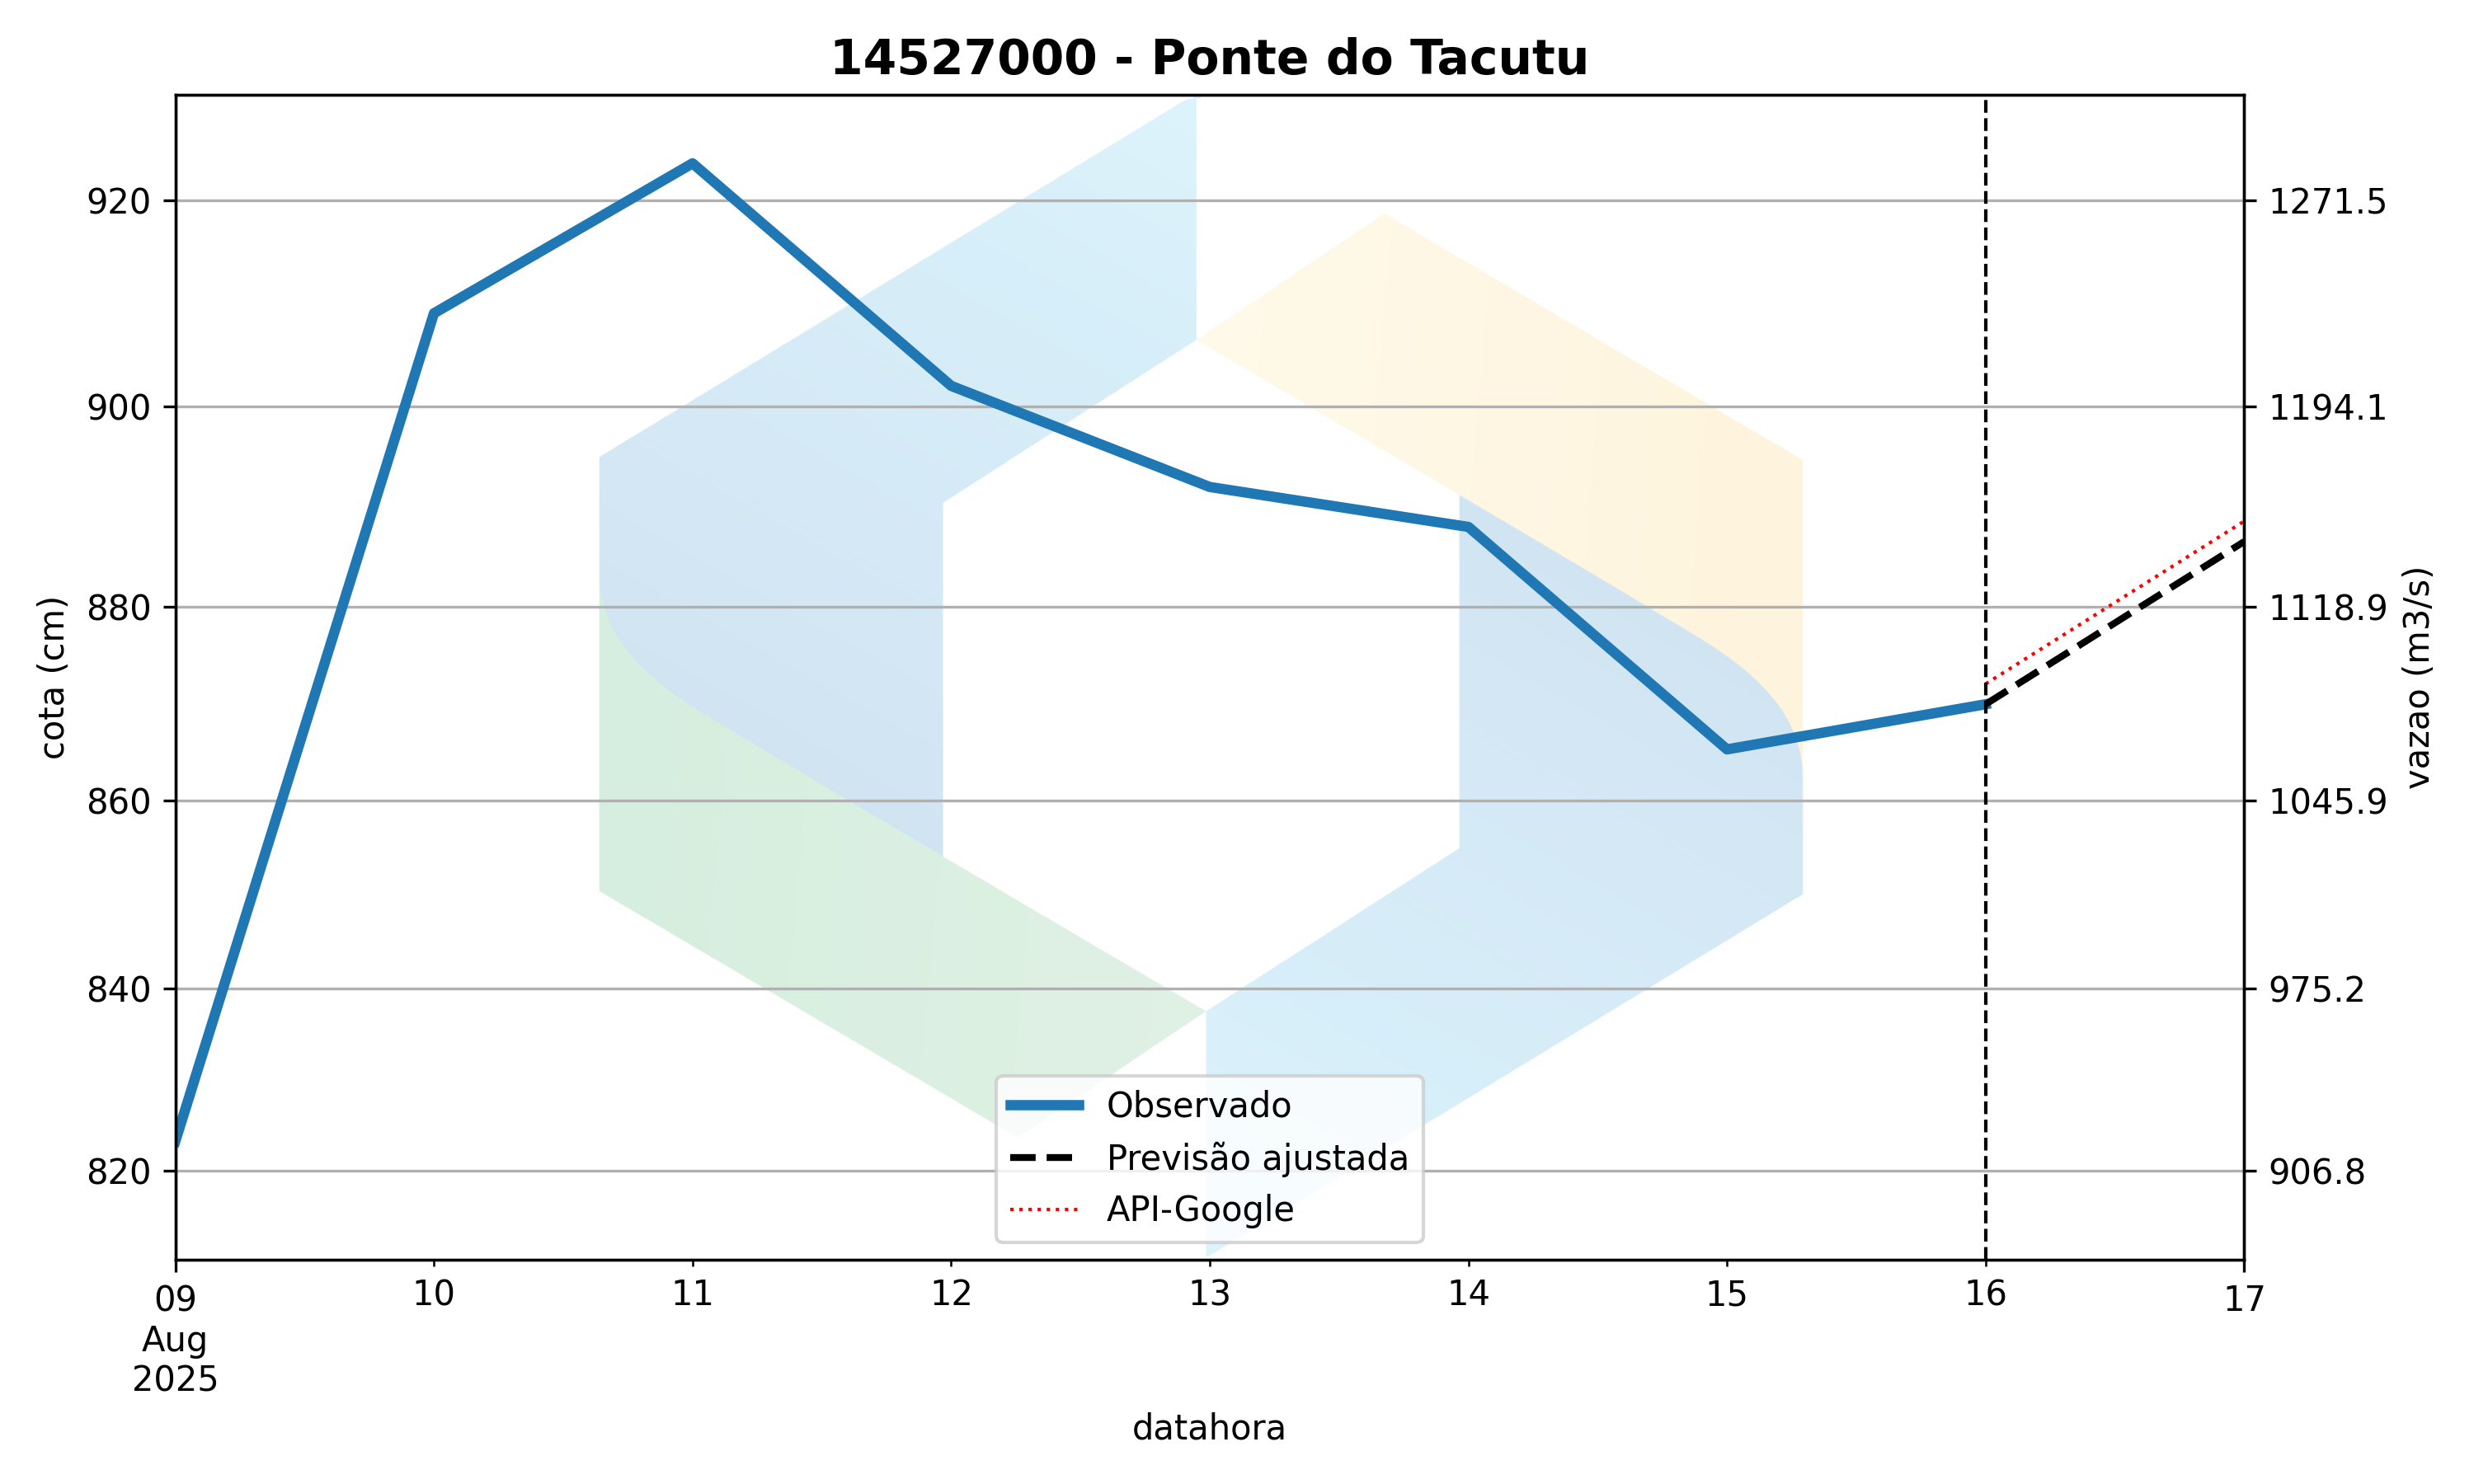 14527000 - Ponte do Tacutu
920
900
880
860
840
820
cota (cm)
1271.5
1194.1
1118.9
1045.9
975.2
906.8
vazao (m3/s)
Observado
Previsão ajustada
API-Google
09
Aug
2025
10
11
12
13
14
15
16
17
datahora